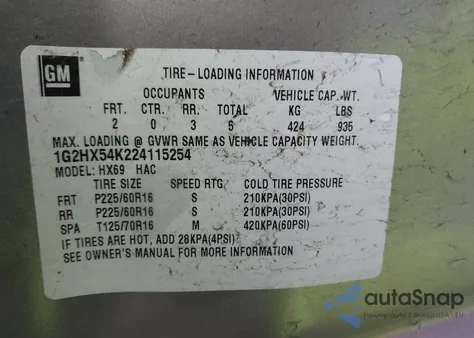 GM
TIRE-LOADING INFORMATION
OCCUPANTS VEHICLE CAP. WT.
FRT. CTR. RR. TOTAL KG LBS
2 0 3 5 424 935
MAX. LOADING @ GVWR SAME AS VEHICLE CAPACITY WEIGHT.
1G2HX54K224115254
MODEL: HX69 HAC
TIRE SIZE SPEED RTG COLD TIRE PRESSURE
FRT P225/60R16 S 210KPA(30PSI)
RR P225/60R16 S 210KPA(30PSI)
SPA T125/70R16 M 420KPA(60PSI)
IF TIRES ARE HOT, ADD 28KPA(4PSI)
SEE OWNER'S MANUAL FOR MORE INFORMATION
autoSnap